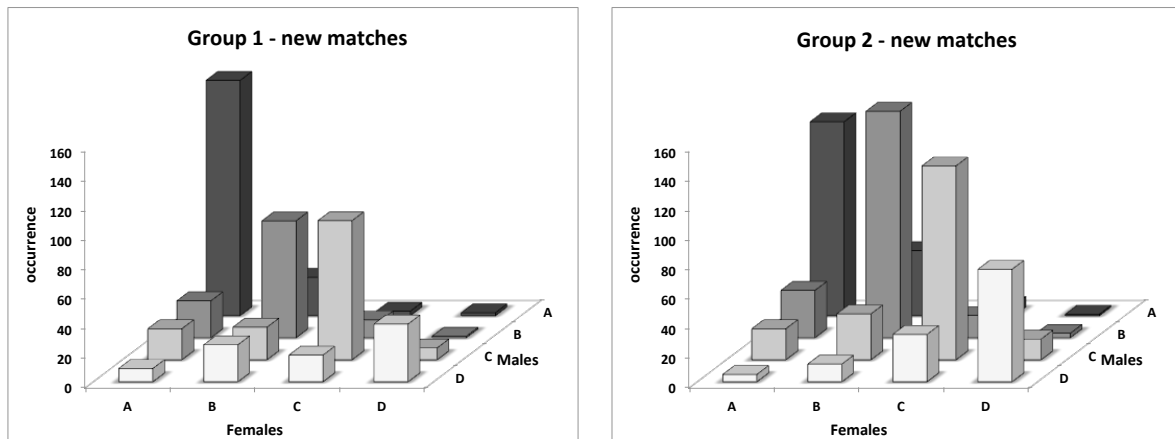 Group 1 - new matches
160
140
120
100
80
60
40
20
0
occurrence
A
B
C
D
Females
A
B
C
D
Males
Group 2 - new matches
160
140
120
100
80
60
40
20
0
occurrence
A
B
C
D
Females
A
B
C
D
Males